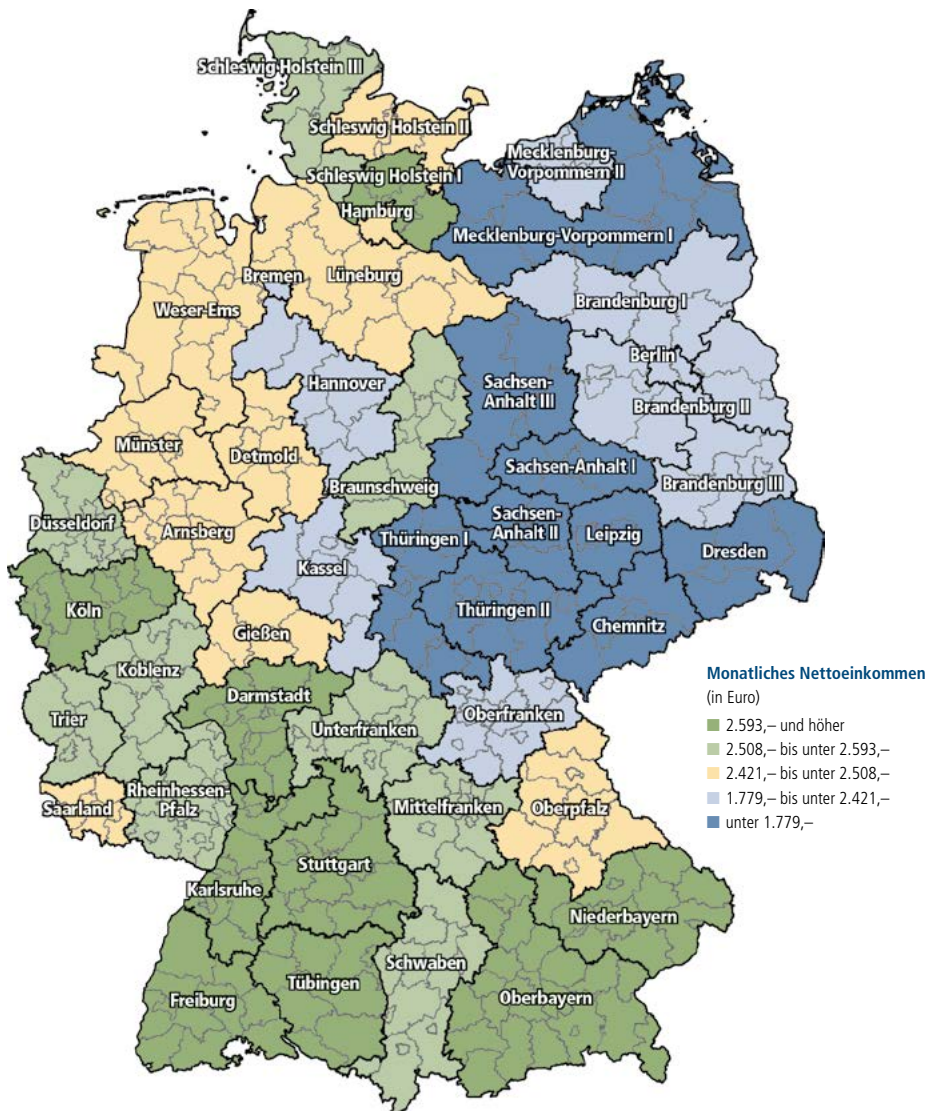 Schleswig Holstein III
Schleswig Holstein II
Mecklenburg-
Vorpommern II
Schleswig Holstein I
Hamburg
Mecklenburg-Vorpommern I
Bremen
Lüneburg
Brandenburg I
Weser-Ems
Berlin
Hannover
Sachsen-
Anhalt III
Brandenburg II
Münster
Detmold
Sachsen-Anhalt I
Braunschweig
Brandenburg III
Düsseldorf
Arnsberg
Thüringen I
Sachsen-
Anhalt II
Leipzig
Dresden
Kassel
Köln
Thüringen II
Chemnitz
Gießen
Koblenz
Darmstadt
Trier
Unterfranken
Oberfranken
Saarland
Rheinhessen-
Pfalz
Mittelfranken
Oberpfalz
Stuttgart
Karlsruhe
Niederbayern
Schwaben
Tübingen
Freiburg
Oberbayern
Monatliches Nettoeinkommen
(in Euro)
2.593,– und höher
2.508,– bis unter 2.593,–
2.421,– bis unter 2.508,–
1.779,– bis unter 2.421,–
unter 1.779,–